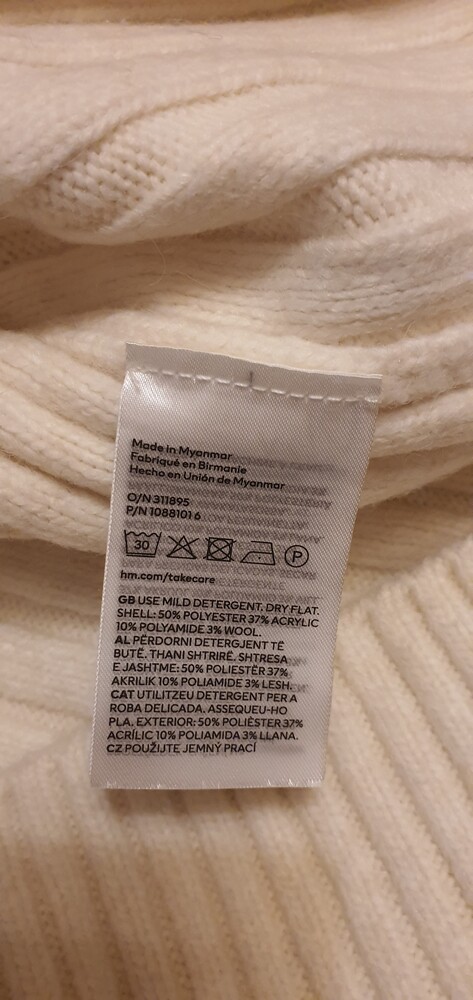 Made in Myanmar
Fabriqué en Birmanie
Hecho en Unión de Myanmar
O/N 311895
P/N 1088101 6
30
P
hm.com/takecare
GB USE MILD DETERGENT. DRY FLAT.
SHELL: 50% POLYESTER 37% ACRYLIC
10% POLYAMIDE 3% WOOL.
AL PËRDORNI DETERGJENT TË
BUTË. THANI SHTRIRË. SHTRESA
E JASHTME: 50% POLIESTËR 37%
AKRILIK 10% POLIAMIDE 3% LESH.
CAT UTILITZEU DETERGENT PER A
ROBA DELICADA. ASSEQUEU-HO
PLA. EXTERIOR: 50% POLIÈSTER 37%
ACRÍLIC 10% POLIAMIDA 3% LLANA.
CZ POUŽIJTE JEMNÝ PRACÍ